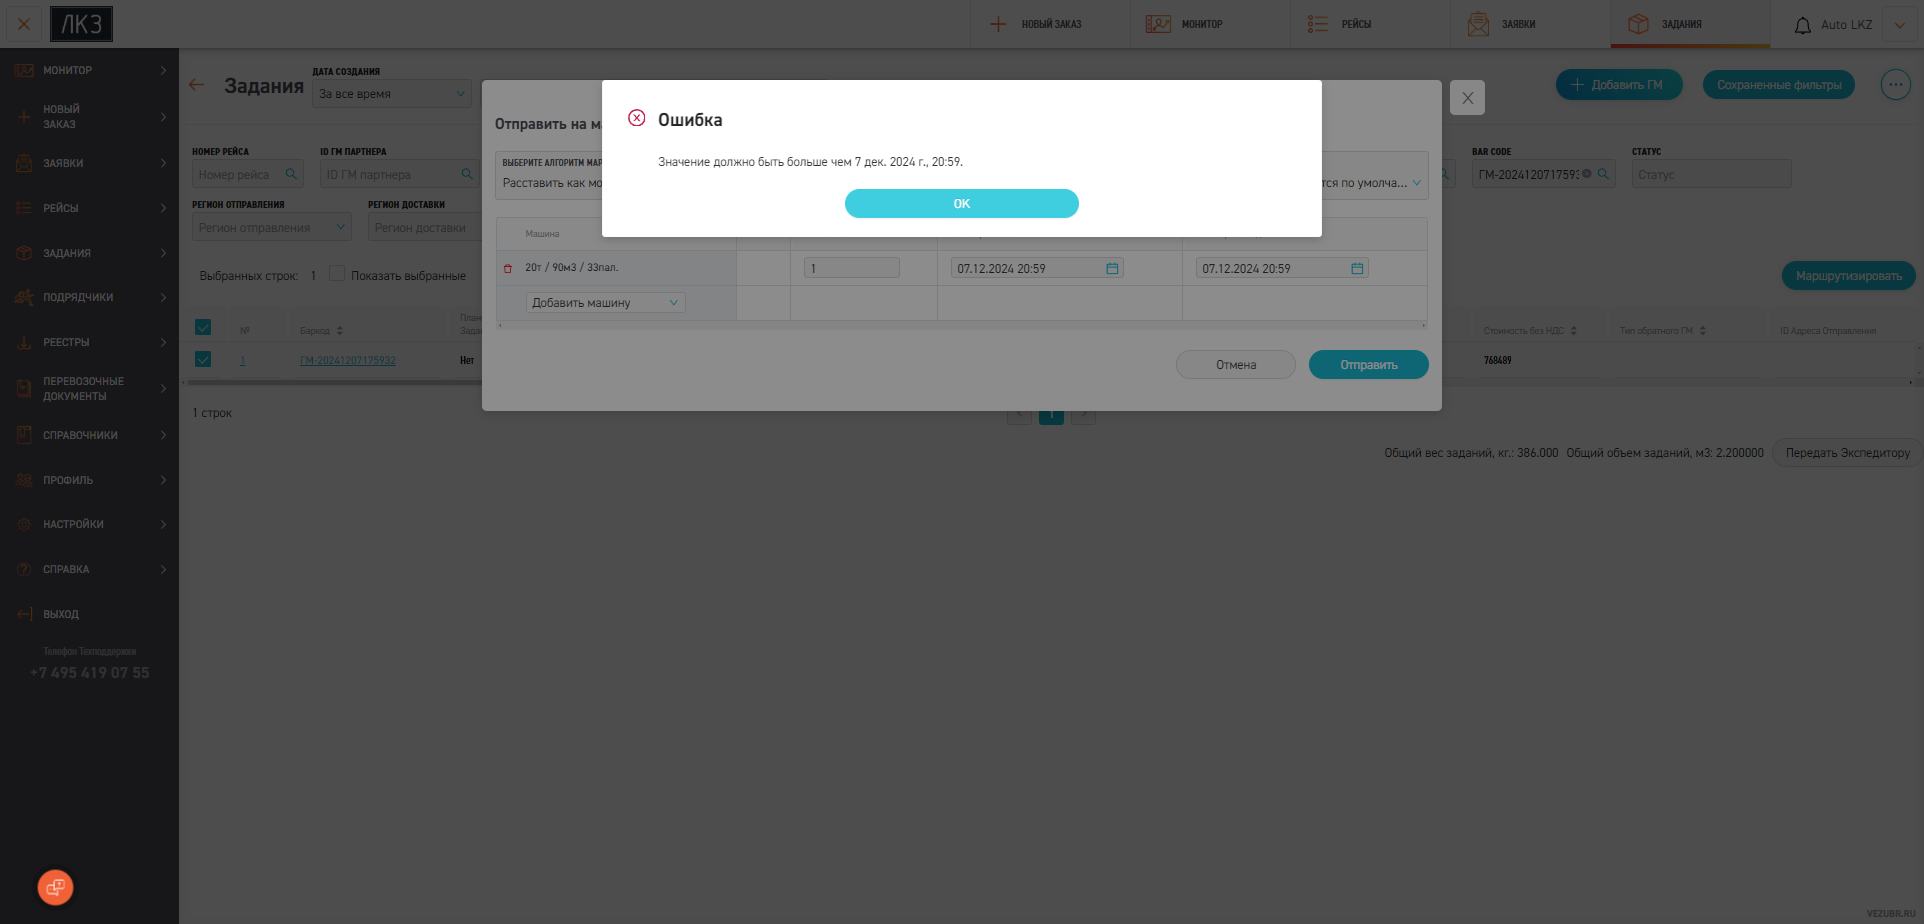 ЛКЗ
НОВЫЙ ЗАКАЗ
МОНИТОР
РЕЙСЫ
ЗАЯВКИ
ЗАДАНИЯ
Auto LKZ
МОНИТОР
НОВЫЙ
ЗАКАЗ
ЗАЯВКИ
РЕЙСЫ
ЗАДАНИЯ
ПОДРЯДЧИКИ
РЕЕСТРЫ
ПЕРЕВОЗОЧНЫЕ
ДОКУМЕНТЫ
СПРАВОЧНИКИ
ПРОФИЛЬ
НАСТРОЙКИ
СПРАВКА
ВЫХОД
Телефон Техподдержки
+7 495 419 07 55
Задания
ДАТА СОЗДАНИЯ
За все время
Добавить ГМ
Сохраненные фильтры
НОМЕР РЕЙСА
Номер рейса
ID ГМ ПАРТНЕРА
ID ГМ партнера
BAR CODE
ГМ-2024120717593
СТАТУС
Статус
РЕГИОН ОТПРАВЛЕНИЯ
Регион отправления
РЕГИОН ДОСТАВКИ
Регион доставки
Выбранных строк: 1
Показать выбранные
Маршрутизировать
№
Баркод
План
Задан
Стоимость без НДС
Тип обратного ГМ
ID Адреса Отправления
1
ГМ-20241207175932
Нет
768489
1 строк
1
Общий вес заданий, кг.: 386.000 Общий объем заданий, м3: 2.200000
Передать Экспедитору
Отправить на м
ВЫБЕРИТЕ АЛГОРИТМ МАР
Расставить как мо
тся по умолча...
Машина
20т / 90м3 / 33пал.
1
07.12.2024 20:59
07.12.2024 20:59
Добавить машину
Отмена
Отправить
Ошибка
Значение должно быть больше чем 7 дек. 2024 г., 20:59.
OK
VEZUBR.RU